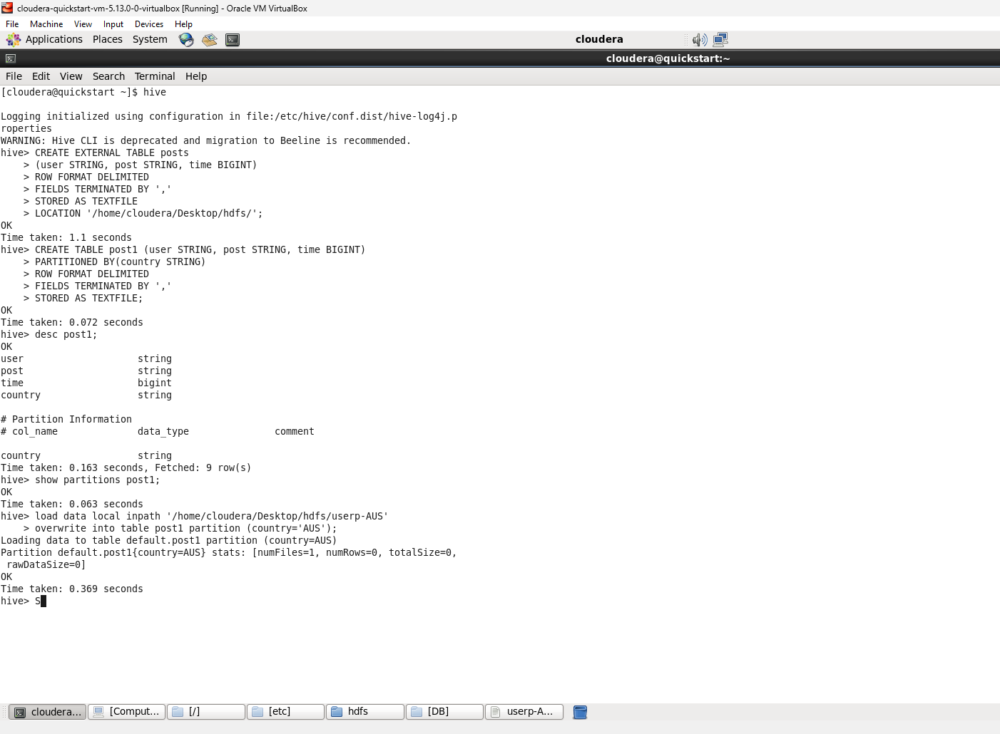 cloudera-quickstart-vm-5.13.0-0-virtualbox [Running] - Oracle VM VirtualBox
File Machine View Input Devices Help
Applications Places System cloudera
cloudera@quickstart:~
File Edit View Search Terminal Help
[cloudera@quickstart ~]$ hive
Logging initialized using configuration in file:/etc/hive/conf.dist/hive-log4j.p
roperties
WARNING: Hive CLI is deprecated and migration to Beeline is recommended.
hive> CREATE EXTERNAL TABLE posts
    > (user STRING, post STRING, time BIGINT)
    > ROW FORMAT DELIMITED
    > FIELDS TERMINATED BY ','
    > STORED AS TEXTFILE
    > LOCATION '/home/cloudera/Desktop/hdfs/';
OK
Time taken: 1.1 seconds
hive> CREATE TABLE post1 (user STRING, post STRING, time BIGINT)
    > PARTITIONED BY(country STRING)
    > ROW FORMAT DELIMITED
    > FIELDS TERMINATED BY ','
    > STORED AS TEXTFILE;
OK
Time taken: 0.072 seconds
hive> desc post1;
OK
user                    string
post                    string
time                    bigint
country                 string
# Partition Information
# col_name              data_type               comment
country                 string
Time taken: 0.163 seconds, Fetched: 9 row(s)
hive> show partitions post1;
OK
Time taken: 0.063 seconds
hive> load data local inpath '/home/cloudera/Desktop/hdfs/userp-AUS'
    > overwrite into table post1 partition (country='AUS');
Loading data to table default.post1 partition (country=AUS)
Partition default.post1{country=AUS} stats: [numFiles=1, numRows=0, totalSize=0,
 rawDataSize=0]
OK
Time taken: 0.369 seconds
hive> S
cloudera... [Comput... [/] [etc] hdfs [DB] userp-A...